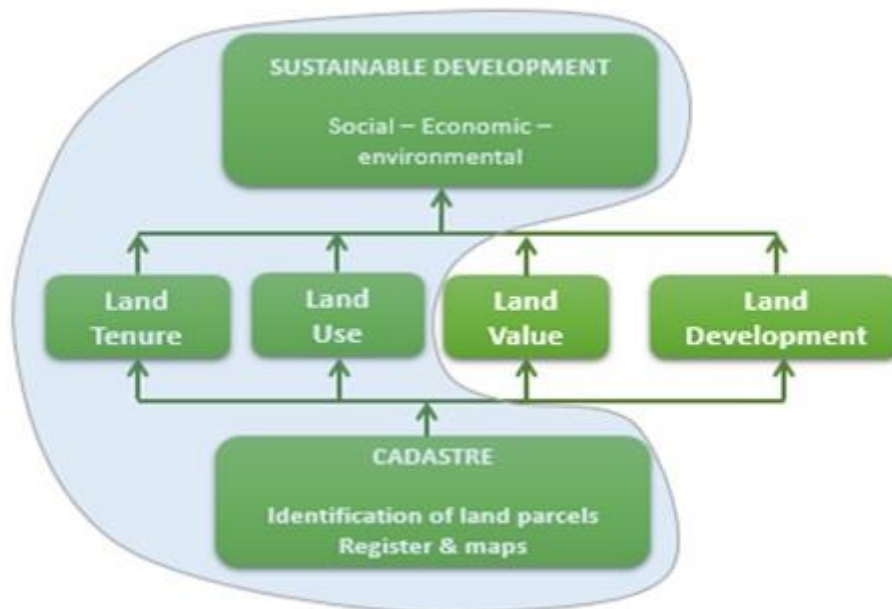 SUSTAINABLE DEVELOPMENT
Social – Economic –
environmental
Land
Tenure
Land
Use
Land
Value
Land
Development
CADASTRE
Identification of land parcels
Register & maps